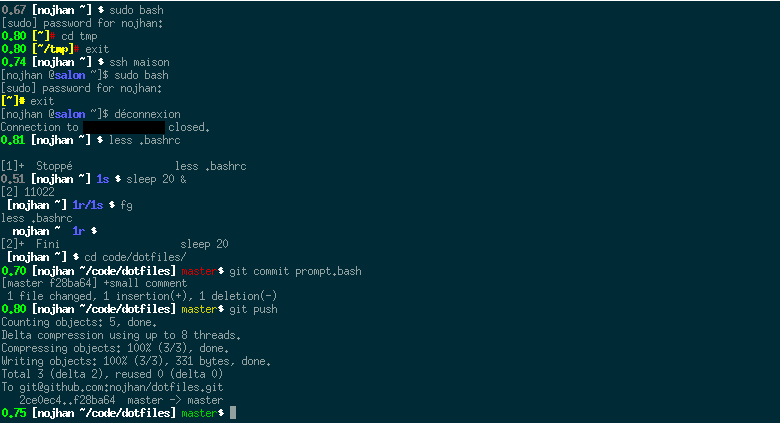 0.67 [nojhan ~] $ sudo bash
[sudo] password for nojhan:
0.80 [~]# cd tmp
0.80 [~/tmp]# exit
0.74 [nojhan ~] $ ssh maison
[nojhan @salon ~]$ sudo bash
[sudo] password for nojhan:
[~]# exit
[nojhan @salon ~]$ déconnexion
Connection to closed.
0.81 [nojhan ~] $ less .bashrc
[1]+  Stoppé                 less .bashrc
0.51 [nojhan ~] 1s $ sleep 20 &
[2] 11022
[nojhan ~] 1r/1s $ fg
less .bashrc
nojhan ~  1r $
[2]+  Fini                    sleep 20
[nojhan ~] $ cd code/dotfiles/
0.70 [nojhan ~/code/dotfiles] master$ git commit prompt.bash
[master f28ba64] +small comment
1 file changed, 1 insertion(+), 1 deletion(-)
0.80 [nojhan ~/code/dotfiles] master$ git push
Counting objects: 5, done.
Delta compression using up to 8 threads.
Compressing objects: 100% (3/3), done.
Writing objects: 100% (3/3), 331 bytes, done.
Total 3 (delta 2), reused 0 (delta 0)
To git@github.com:nojhan/dotfiles.git
2ce0ec4..f28ba64  master -> master
0.75 [nojhan ~/code/dotfiles] master$